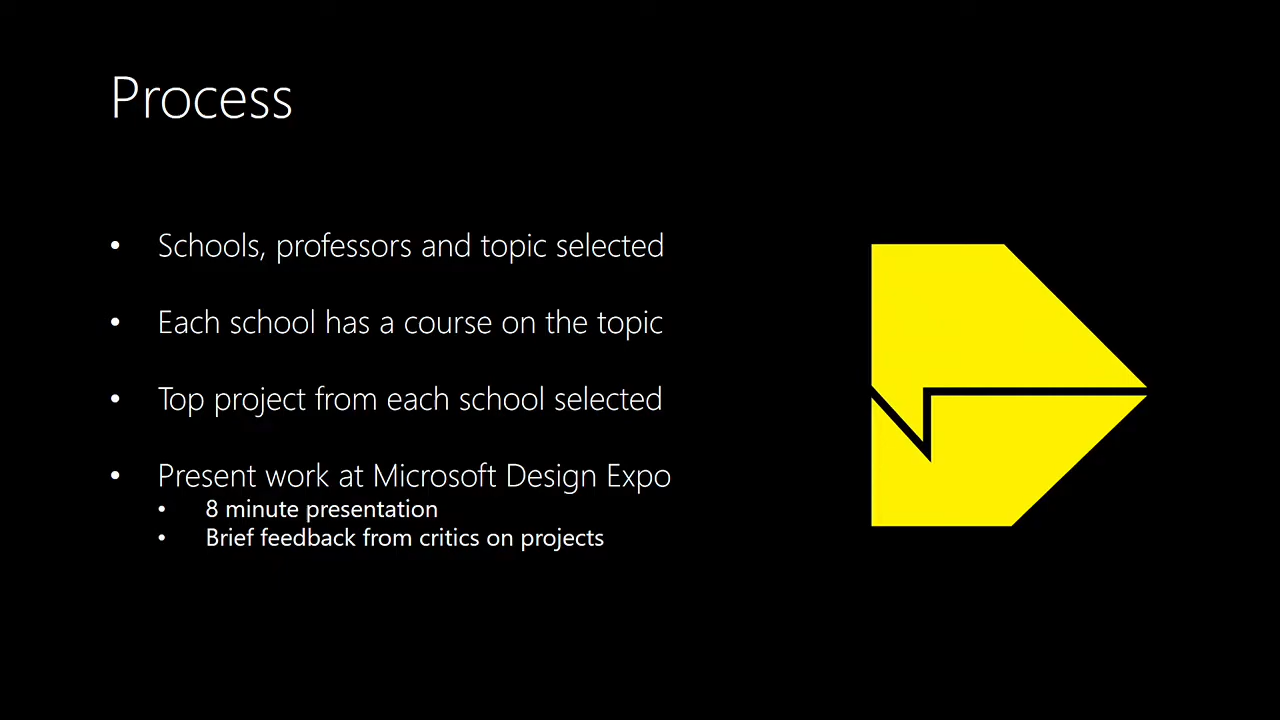 Process
• Schools, professors and topic selected
• Each school has a course on the topic
• Top project from each school selected
• Present work at Microsoft Design Expo
• 8 minute presentation
• Brief feedback from critics on projects